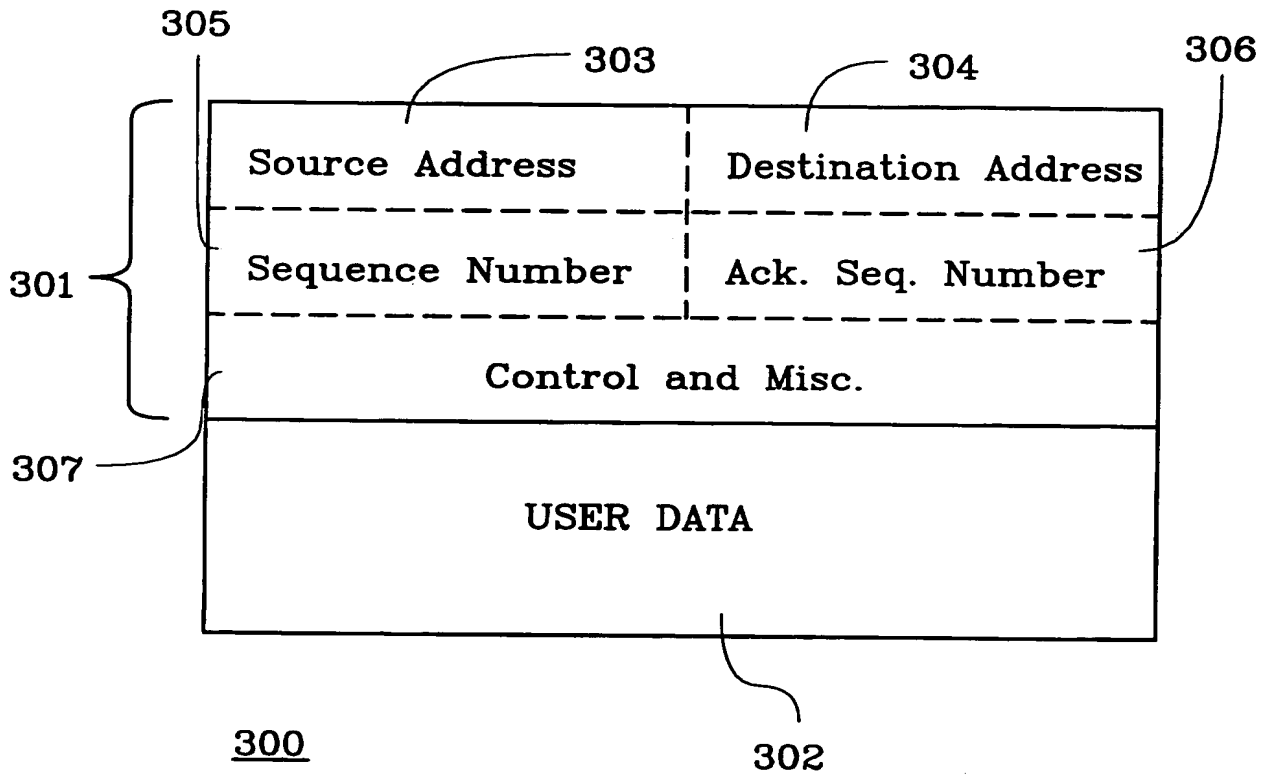 305
303
304
306
Source Address
Destination Address
301
Sequence Number
Ack. Seq. Number
Control and Misc.
307
USER DATA
300
302